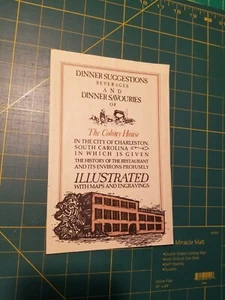 DINNER SUGGESTIONS
BEVERAGES
AND
DINNER SAVOURIES
OF
The Colony House
IN THE CITY OF CHARLESTON,
SOUTH CAROLINA
IN WHICH IS GIVEN
THE HISTORY OF THE RESTAURANT
AND ITS ENVIRONS PROFUSELY
ILLUSTRATED
WITH MAPS AND ENGRAVINGS
Miracle Mat